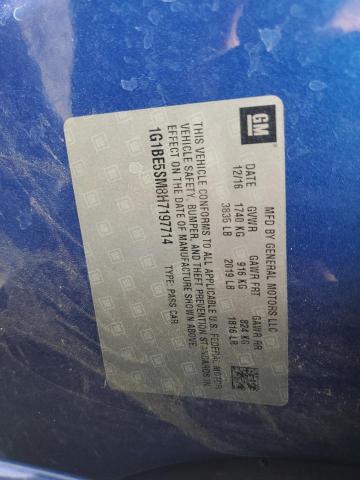 GM
MFD BY GENERAL MOTORS LLC
DATE GVWR GAWR FRT GAWR RR
12/16 1740 KG 916 KG 824 KG
3835 LB 2019 LB 1816 LB
THIS VEHICLE CONFORMS TO ALL APPLICABLE U.S. FEDERAL MOTOR
VEHICLE SAFETY, BUMPER, AND THEFT PREVENTION STANDARDS IN
EFFECT ON THE DATE OF MANUFACTURE SHOWN ABOVE.
1G1BE5SM8H7197714 TYPE: PASS CAR